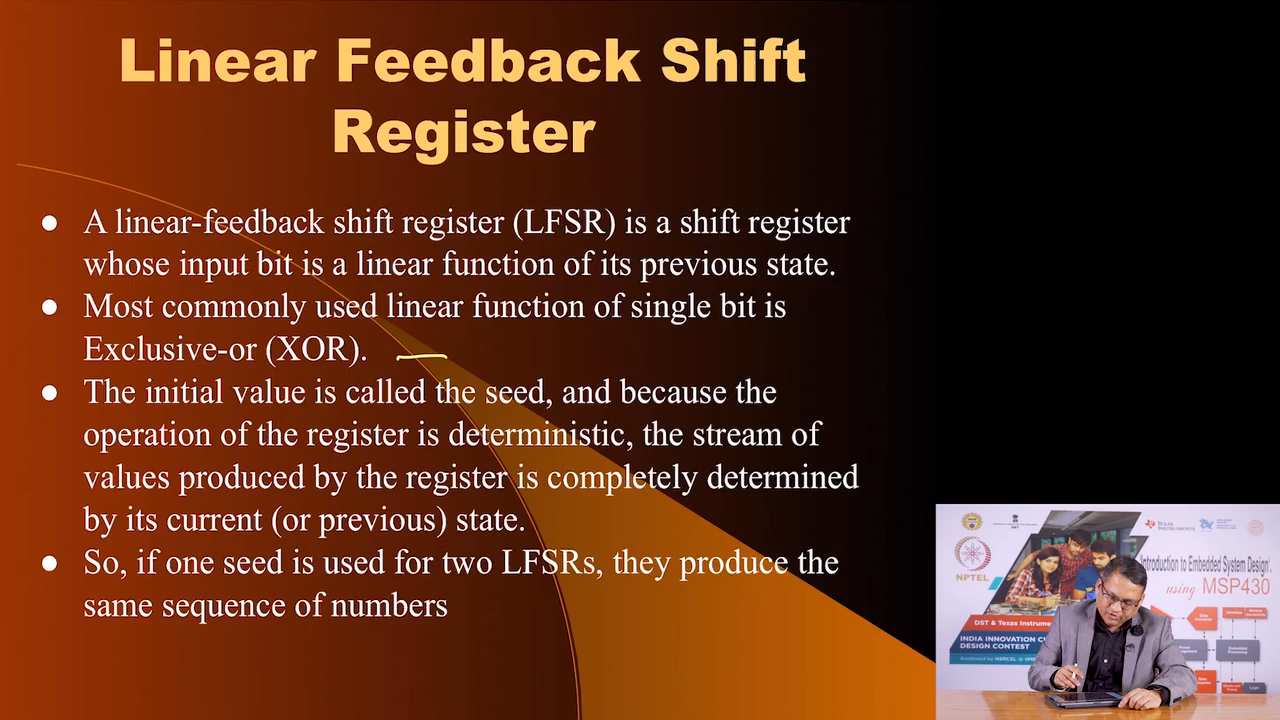 Linear Feedback Shift
Register
● A linear-feedback shift register (LFSR) is a shift register
whose input bit is a linear function of its previous state.
● Most commonly used linear function of single bit is
Exclusive-or (XOR).
● The initial value is called the seed, and because the
operation of the register is deterministic, the stream of
values produced by the register is completely determined
by its current (or previous) state.
● So, if one seed is used for two LFSRs, they produce the
same sequence of numbers
NPTEL
TEXAS INSTRUMENTS
'Introduction to Embedded System Design'
using MSP430
DST & Texas Instrume
INDIA INNOVATION C
DESIGN CONTEST
Anchored by NSRCEL @ IIM